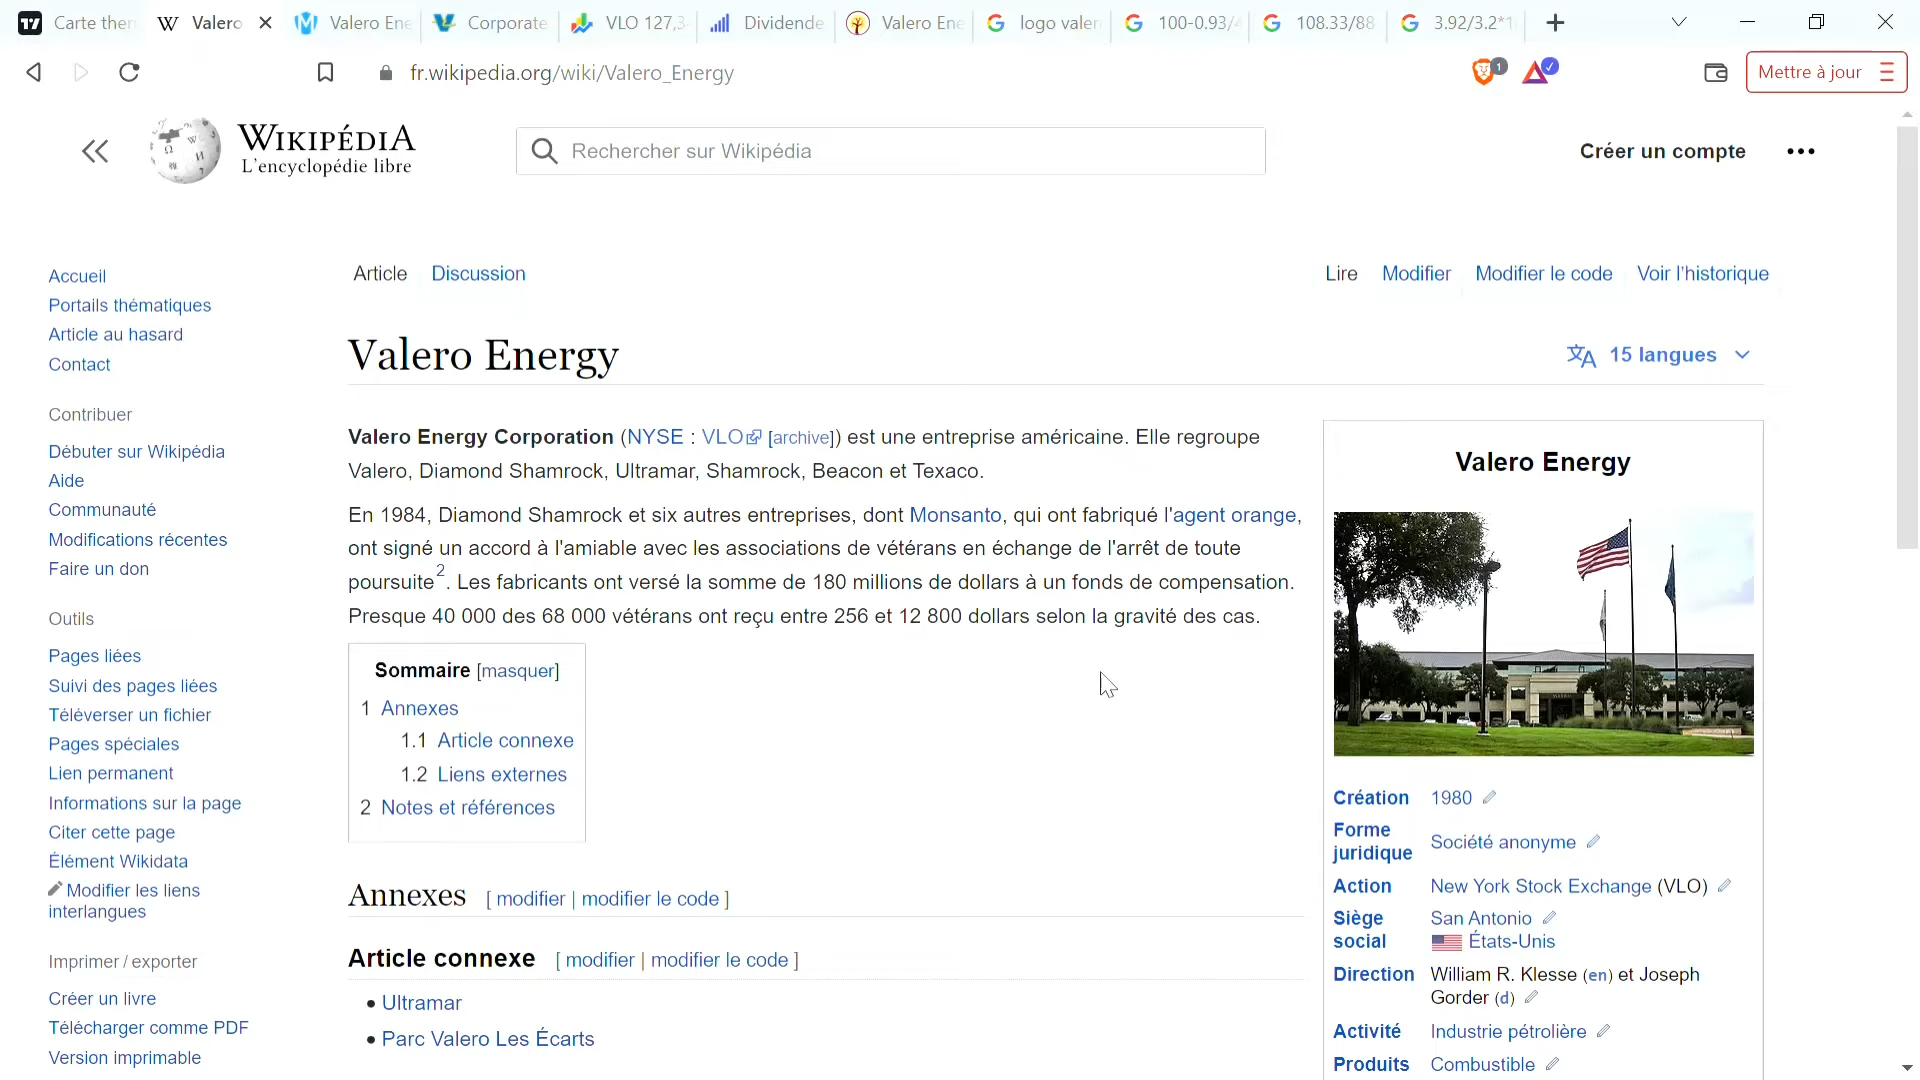 Carte then
Valero
Valero Ene
Corporate
VLO 127,3
Dividende
Valero Ene
logo valer
100-0.93/4
108.33/88
3.92/3.2*1
fr.wikipedia.org/wiki/Valero_Energy
1
Mettre à jour
WIKIPÉDIA
L'encyclopédie libre
Rechercher sur Wikipédia
Créer un compte
Accueil
Portails thématiques
Article au hasard
Contact
Contribuer
Débuter sur Wikipédia
Aide
Communauté
Modifications récentes
Faire un don
Outils
Pages liées
Suivi des pages liées
Téléverser un fichier
Pages spéciales
Lien permanent
Informations sur la page
Citer cette page
Élément Wikidata
Modifier les liens
interlangues
Imprimer / exporter
Créer un livre
Télécharger comme PDF
Version imprimable
Article Discussion
Lire Modifier Modifier le code Voir l'historique
Valero Energy
15 langues
Valero Energy Corporation (NYSE : VLO [archive]) est une entreprise américaine. Elle regroupe
Valero, Diamond Shamrock, Ultramar, Shamrock, Beacon et Texaco.
En 1984, Diamond Shamrock et six autres entreprises, dont Monsanto, qui ont fabriqué l'agent orange,
ont signé un accord à l'amiable avec les associations de vétérans en échange de l'arrêt de toute
poursuite2. Les fabricants ont versé la somme de 180 millions de dollars à un fonds de compensation.
Presque 40 000 des 68 000 vétérans ont reçu entre 256 et 12 800 dollars selon la gravité des cas.
Sommaire [masquer]
1 Annexes
1.1 Article connexe
1.2 Liens externes
2 Notes et références
Annexes [ modifier | modifier le code ]
Article connexe [ modifier | modifier le code ]
• Ultramar
• Parc Valero Les Écarts
Valero Energy
Création 1980
Forme
juridique Société anonyme
Action New York Stock Exchange (VLO)
Siège San Antonio
social États-Unis
Direction William R. Klesse (en) et Joseph
Gorder (d)
Activité Industrie pétrolière
Produits Combustible